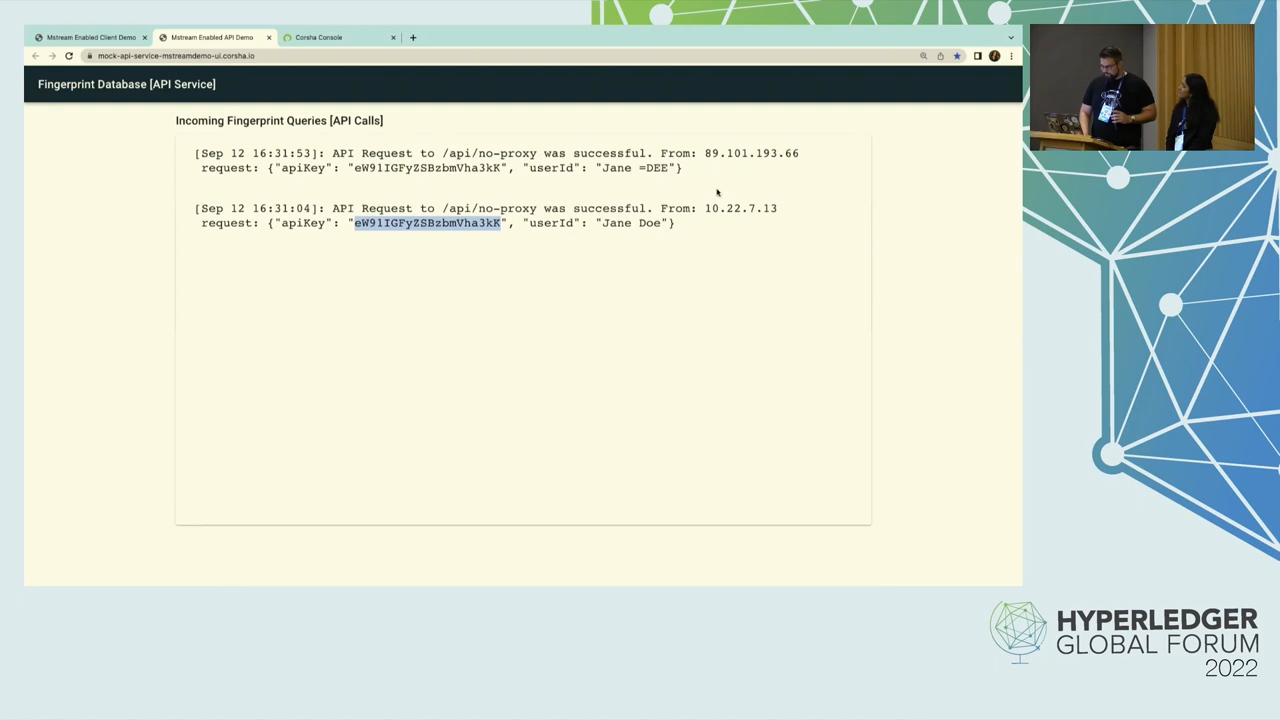 Mstream Enabled Client Demo
Mstream Enabled API Demo
Corsha Console
mock-api-service-mstreamdemo-ui.corsha.io
Fingerprint Database [API Service]
Incoming Fingerprint Queries [API Calls]
[Sep 12 16:31:53]: API Request to /api/no-proxy was successful. From: 89.101.193.66
request: {"apiKey": "eW91IGFyZSBzbmVha3kK", "userId": "Jane =DEE"}
[Sep 12 16:31:04]: API Request to /api/no-proxy was successful. From: 10.22.7.13
request: {"apiKey": "eW91IGFyZSBzbmVha3kK", "userId": "Jane Doe"}
HYPERLEDGER
GLOBAL FORUM
2022